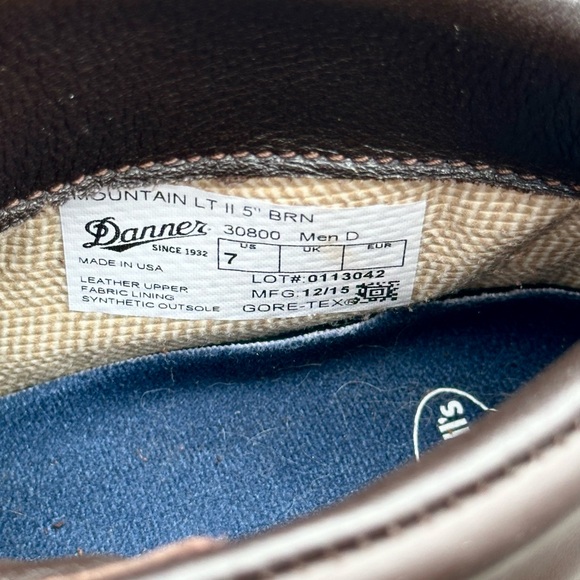 MOUNTAIN LT II 5" BRN
Danner 30800 Men D
SINCE 1932
US UK EUR
7
MADE IN USA
LOT#:0113042
LEATHER UPPER
MFG: 12/15
FABRIC LINING
GORE-TEX®
SYNTHETIC OUTSOLE